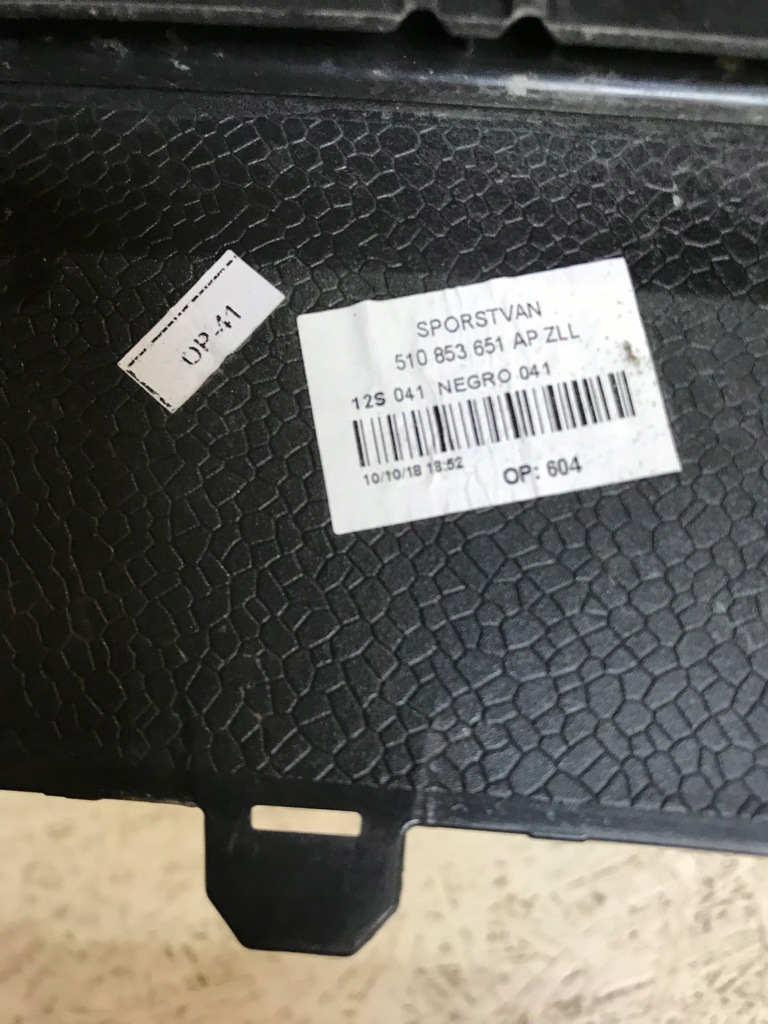 OP-41
SPORSTVAN
510 853 651 AP ZLL
12S 041 NEGRO 041
10/10/18 18:52
OP: 604